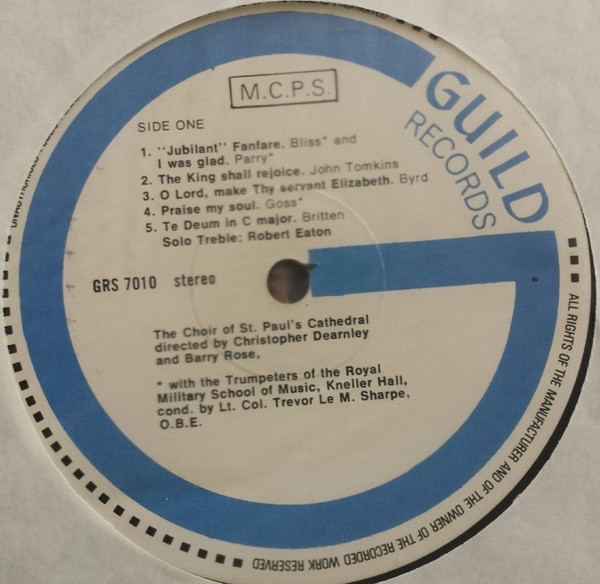 M.C.P.S.
GUILD
RECORDS
SIDE ONE
1. "Jubilant" Fanfare. Bliss* and
I was glad. Parry*
2. The King shall rejoice. John Tomkins
3. O Lord, make Thy servant Elizabeth. Byrd
4. Praise my soul. Goss*
5. Te Deum in C major. Britten
Solo Treble: Robert Eaton
GRS 7010 stereo
The Choir of St. Paul's Cathedral
directed by Christopher Dearnley
and Barry Rose,
* with the Trumpeters of the Royal
Military School of Music, Kneller Hall,
cond. by Lt. Col. Trevor Le M. Sharpe,
O.B.E.
ALL RIGHTS OF THE MANUFACTURER AND OF THE OWNER OF THE RECORDED WORK RESERVED